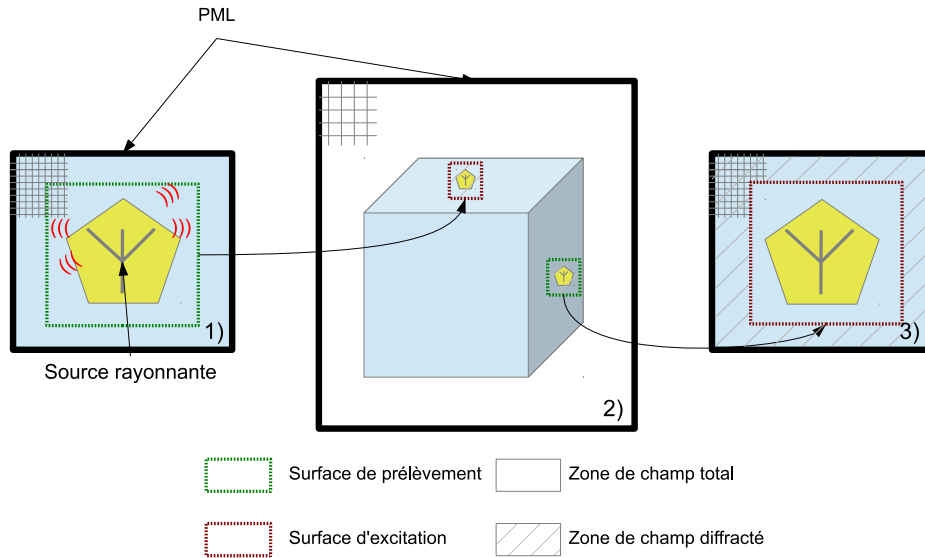 PML
1)
2)
3)
Source rayonnante
Surface de prélèvement
Zone de champ total
Surface d'excitation
Zone de champ diffracté